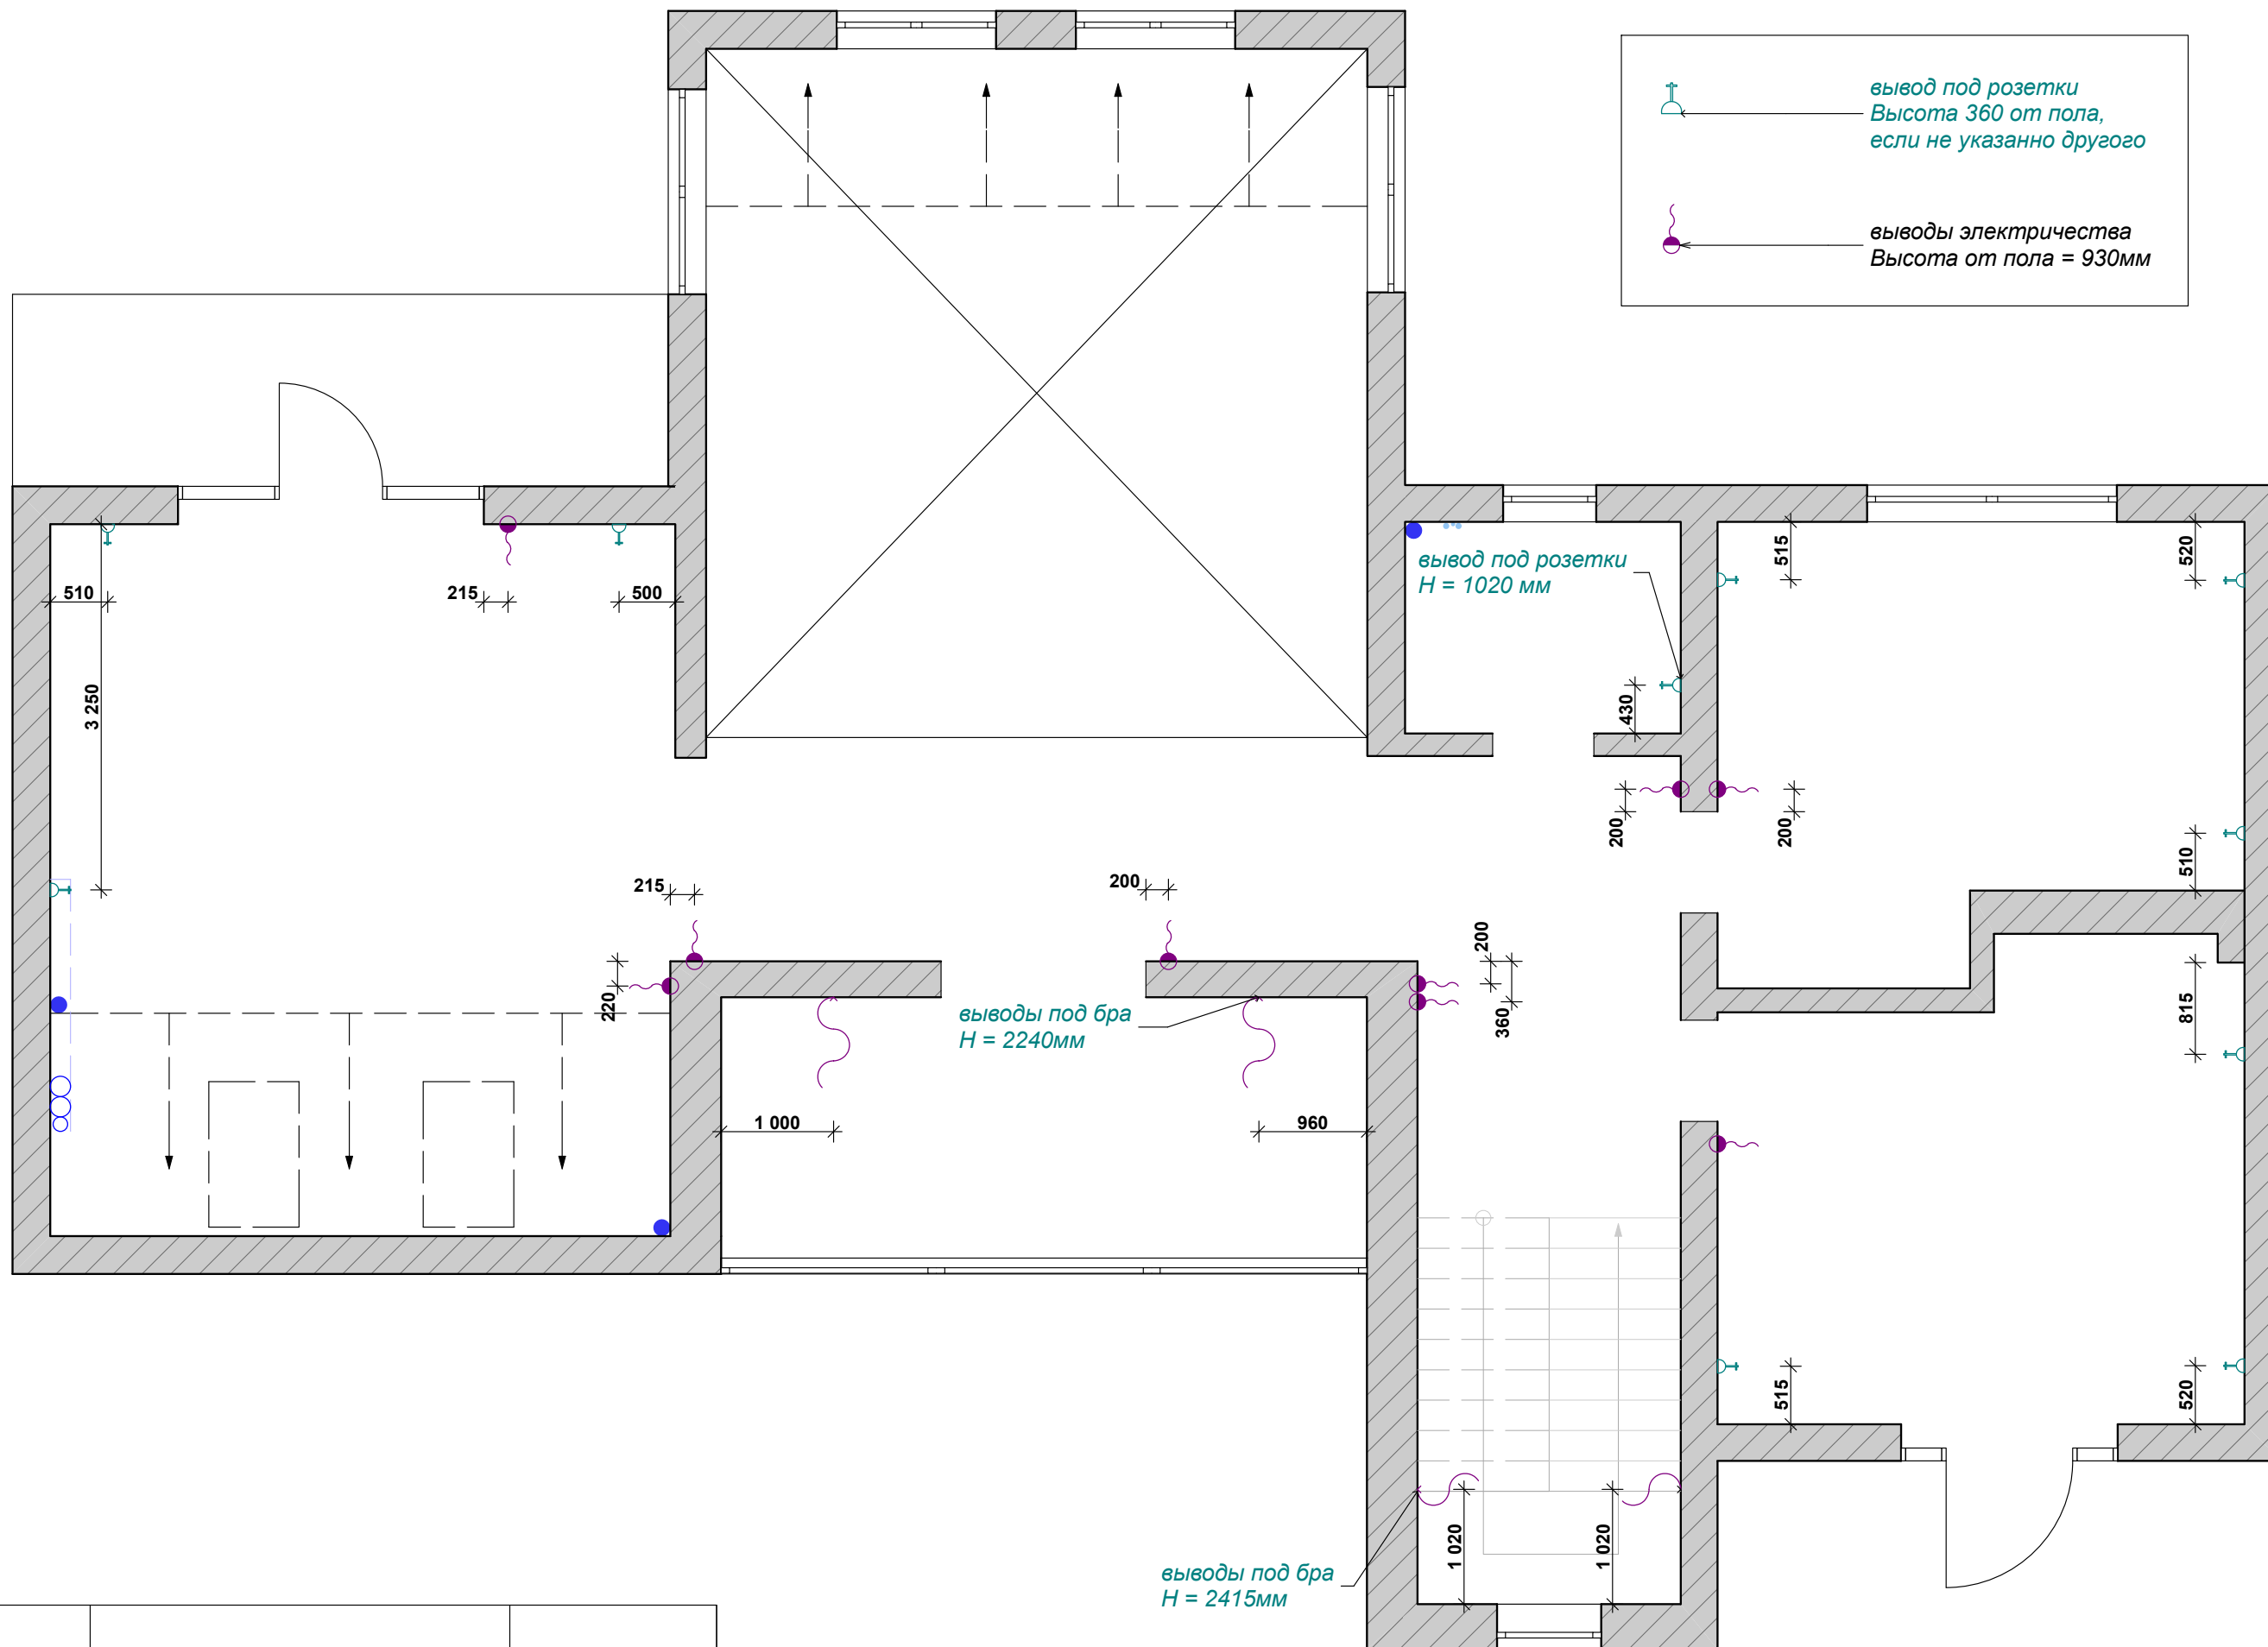 вывод под розетки
Высота 360 от пола,
если не указанно другого
выводы электричества
Высота от пола = 930мм
вывод под розетки
H = 1020 мм
515
520
510
215
500
3 250
430
200
200
510
215
200
220
200
360
815
выводы под бра
H = 2240мм
1 000
960
515
520
1 020
1 020
выводы под бра
H = 2415мм